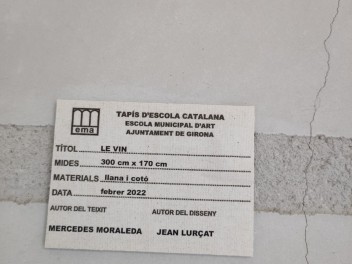 TAPÍS D'ESCOLA CATALANA
ESCOLA MUNICIPAL D'ART
AJUNTAMENT DE GIRONA
ema
TÍTOL LE VIN
MIDES 300 cm x 170 cm
MATERIALS llana i cotó
DATA febrer 2022
AUTOR DEL TEIXIT AUTOR DEL DISSENY
MERCEDES MORALEDA JEAN LURÇAT